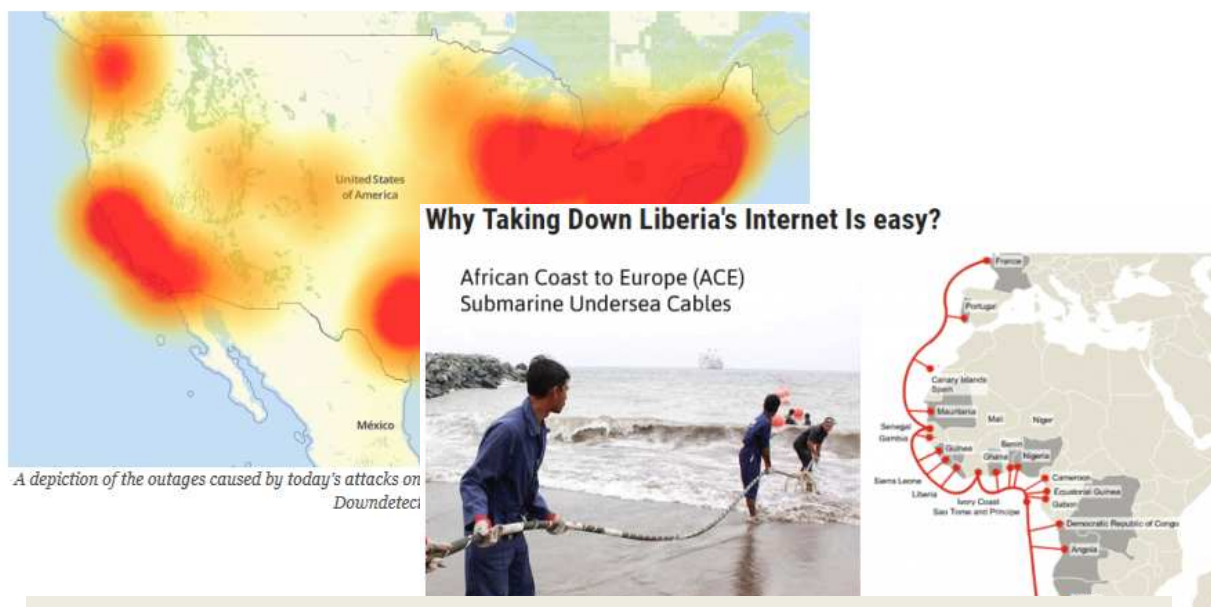 United States
of America
México
A depiction of the outages caused by today's attacks on
Downdetect
Why Taking Down Liberia's Internet Is easy?
African Coast to Europe (ACE)
Submarine Undersea Cables
France
Portugal
Canary Islands
Spain
Mauritania
Mali
Niger
Senegal
Gambia
Guinea
Benin
Ghana
Nigeria
Sierra Leone
Liberia
Ivory Coast
Sao Tome and Principe
Cameroon
Equatorial Guinea
Gabon
Democratic Republic of Congo
Angola